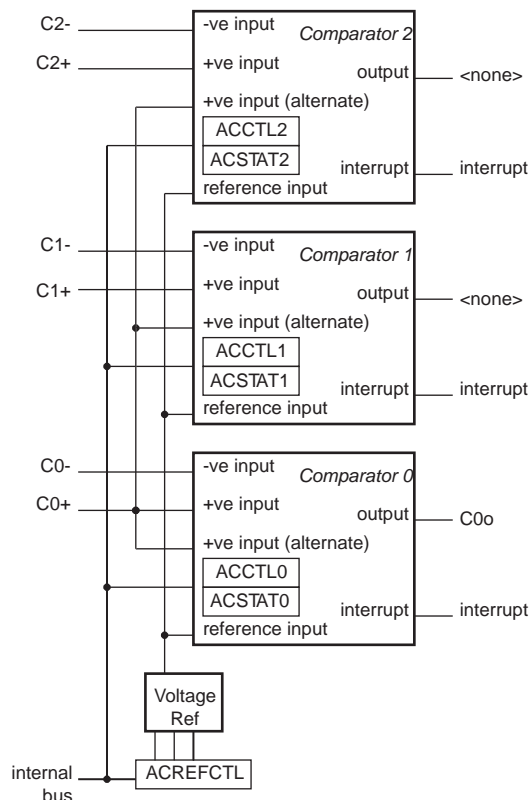 C2-
-ve input
Comparator 2
C2+
+ve input
output
<none>
+ve input (alternate)
ACCTL2
ACSTAT2
interrupt
interrupt
reference input
C1-
-ve input
Comparator 1
C1+
+ve input
output
<none>
+ve input (alternate)
ACCTL1
ACSTAT1
interrupt
interrupt
reference input
C0-
-ve input
Comparator 0
C0+
+ve input
output
C0o
+ve input (alternate)
ACCTL0
ACSTAT0
interrupt
interrupt
reference input
Voltage
Ref
internal
bus
ACREFCTL